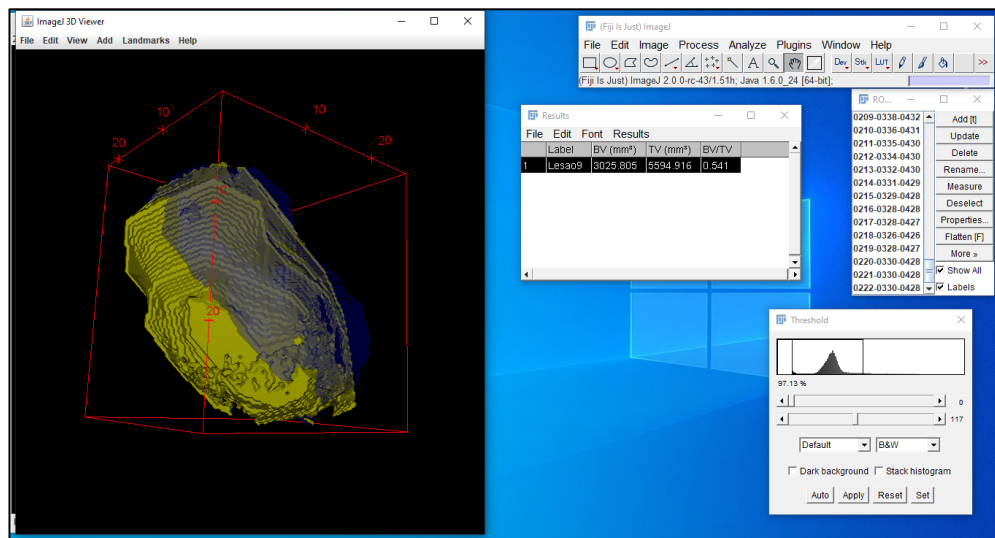 ImageJ 3D Viewer
File Edit View Add Landmarks Help
10
20
10
20
10
20
(Fiji Is Just) ImageJ
File Edit Image Process Analyze Plugins Window Help
Dev Stk LUT >>
(Fiji Is Just) ImageJ 2.0.0-rc-43/1.51h; Java 1.6.0_24 [64-bit];
Results
File Edit Font Results
Label BV (mm³) TV (mm³) BV/TV
1 Lesao9 3025.805 5594.916 0.541
RO...
0209-0338-0432
0210-0336-0431
0211-0335-0430
0212-0334-0430
0213-0332-0430
0214-0331-0429
0215-0329-0428
0216-0328-0428
0217-0328-0427
0218-0326-0426
0219-0328-0427
0220-0330-0428
0221-0330-0428
0222-0330-0428
Add [t]
Update
Delete
Rename...
Measure
Deselect
Properties...
Flatten [F]
More »
Show All
Labels
Threshold
97.13 %
0
117
Default B&W
Dark background Stack histogram
Auto Apply Reset Set